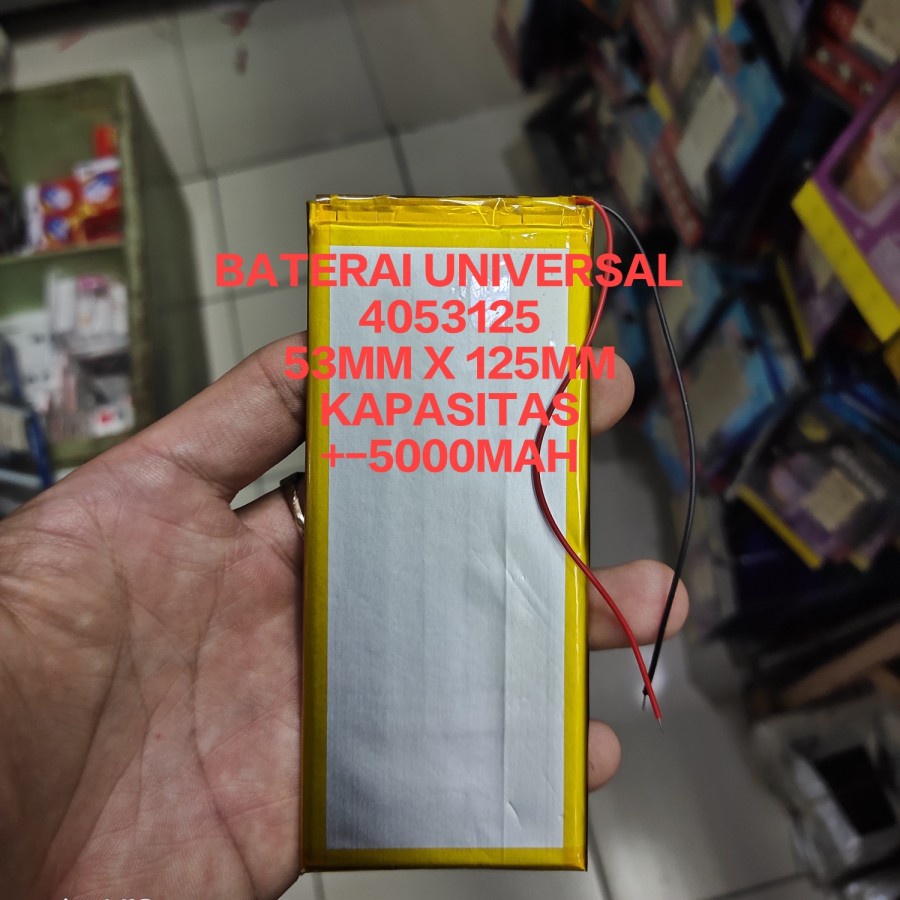 BATERAI UNIVERSAL
4053125
53MM X 125MM
KAPASITAS
+-5000MAH